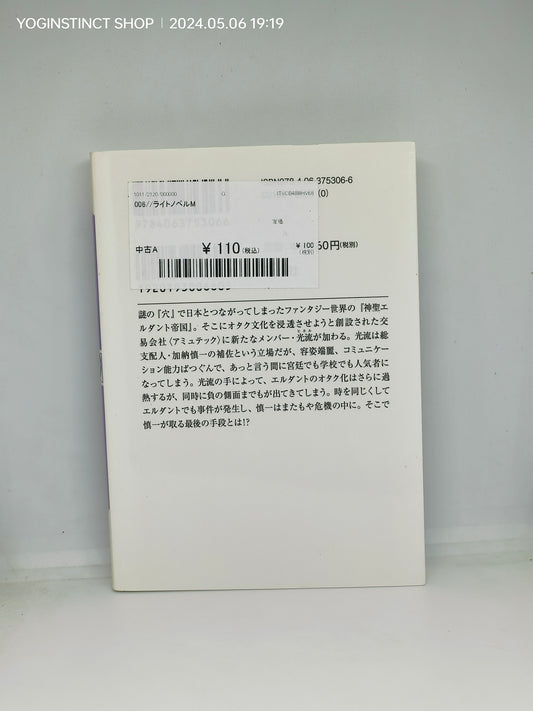 YOGINSTINCT SHOP | 2024.05.06 19:19
375306-6
(0)
1011-0120-000000
006//ライトノベルM
9784063753066
定価
中古A
¥ 110(税込)
¥ 100
(税別)
60円(税別)
謎の『穴』で日本とつながってしまったファンタジー世界の『神聖エ
ルダント帝国』。そこにオタク文化を浸透させようと創設された交
易会社〈アミュテック〉に新たなメンバー・光流が加わる。光流は総
支配人・加納慎一の補佐という立場だが、容姿端麗、コミュニケー
ション能力ばつぐんで、あっと言う間に宮廷でも学校でも人気者に
なってしまう。光流の手によって、エルダントのオタク化はさらに過
熱するが、同時に負の側面までもが出てきてしまう。時を同じくして
エルダントでも事件が発生し、慎一はまたもや危機の中に。そこで
慎一が取る最後の手段とは!?